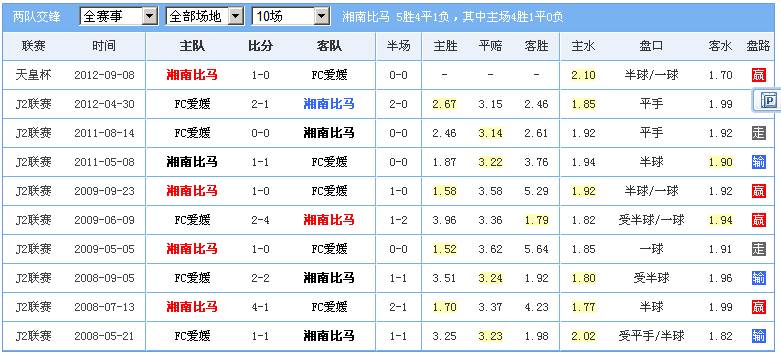 两队交锋 全赛事 全部场地 10场 湘南比马 5胜4平1负，其中主场4胜1平0负
联赛 时间 主队 比分 客队 半场 主胜 平赔 客胜 主水 盘口 客水 盘路
天皇杯 2012-09-08 湘南比马 1-0 FC爱媛 0-0 - - - 2.10 半球/一球 1.70 赢
J2联赛 2012-04-30 FC爱媛 2-1 湘南比马 2-0 2.67 3.15 2.46 1.85 平手 1.99
J2联赛 2011-08-14 FC爱媛 0-0 湘南比马 0-0 2.46 3.14 2.61 1.92 平手 1.92 走
J2联赛 2011-05-08 湘南比马 1-1 FC爱媛 0-0 1.87 3.22 3.76 1.94 半球 1.90 输
J2联赛 2009-09-23 湘南比马 1-0 FC爱媛 1-0 1.58 3.58 5.29 1.92 半球/一球 1.92 赢
J2联赛 2009-06-09 FC爱媛 2-4 湘南比马 1-2 3.96 3.36 1.79 1.82 受半球/一球 1.94 赢
J2联赛 2009-05-05 湘南比马 1-0 FC爱媛 0-0 1.52 3.62 5.64 1.85 一球 1.91 走
J2联赛 2008-09-05 FC爱媛 2-2 湘南比马 1-1 3.51 3.24 1.92 1.80 受半球 1.96 输
J2联赛 2008-07-13 湘南比马 4-1 FC爱媛 2-1 1.70 3.37 4.23 1.77 半球 1.99 赢
J2联赛 2008-05-21 FC爱媛 1-1 湘南比马 1-1 3.25 3.23 1.98 2.02 受平手/半球 1.82 输